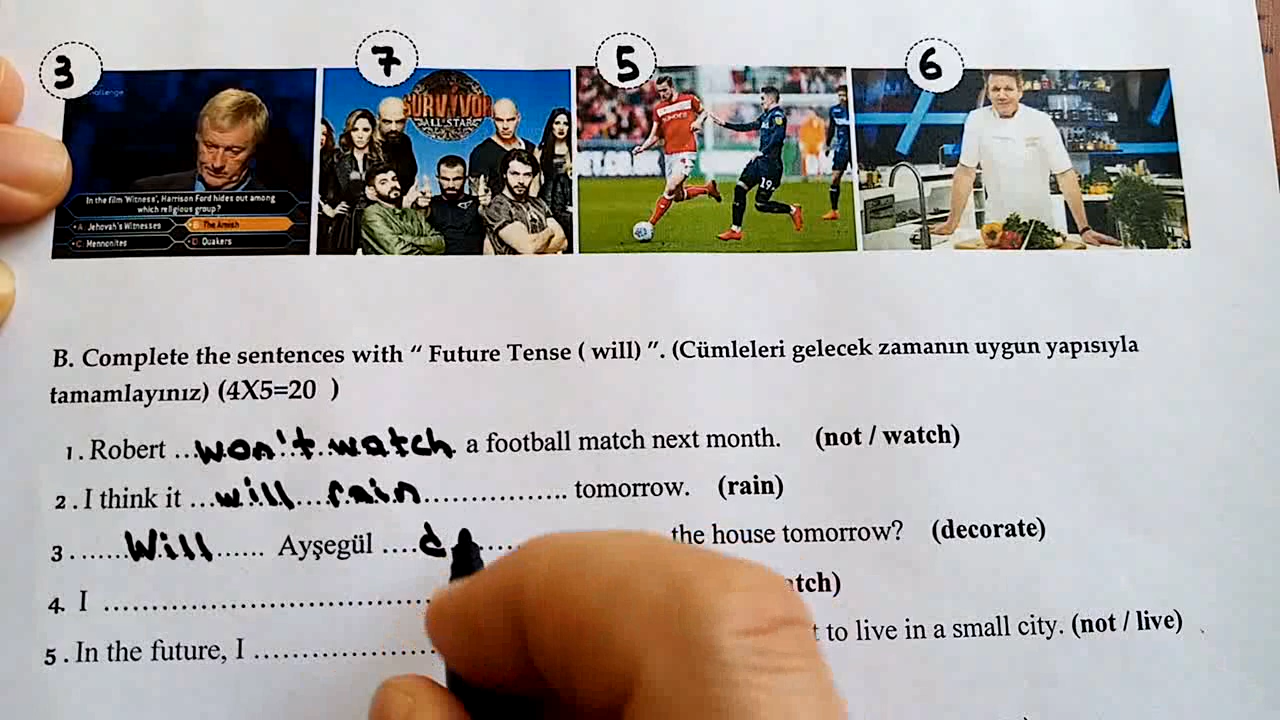 3 7 5 6
challenge
SURVIVOR
ALL STAR
In the film 'Witness', Harrison Ford hides out among
which religious group?
A Jehovah's Witnesses B The Amish
C Mennonites D Quakers
19
B. Complete the sentences with “ Future Tense ( will) ”. (Cümleleri gelecek zamanın uygun yapısıyla
tamamlayınız) (4X5=20 )
1. Robert ...won't watch a football match next month. (not / watch)
2. I think it ...will...rain............... tomorrow. (rain)
3.......Will...... Ayşegül ....d the house tomorrow? (decorate)
4. I ....................................... tch)
5. In the future, I ...................... t to live in a small city. (not / live)